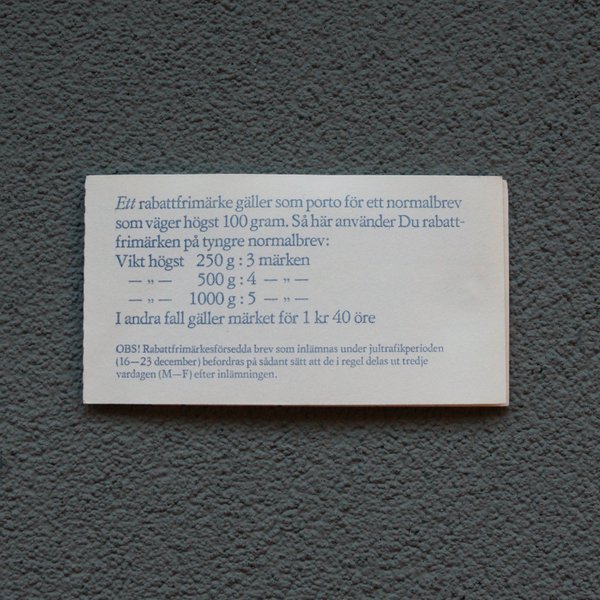 Ett rabattfrimärke gäller som porto för ett normalbrev
som väger högst 100 gram. Så här använder Du rabatt-
frimärken på tyngre normalbrev:
Vikt högst 250 g : 3 märken
— „ — 500 g : 4 — „ —
— „ — 1000 g : 5 — „ —
I andra fall gäller märket för 1 kr 40 öre
OBS! Rabattfrimärkesförsedda brev som inlämnas under jultrafikperioden
(16—23 december) befordras på sådant sätt att de i regel delas ut tredje
vardagen (M—F) efter inlämningen.